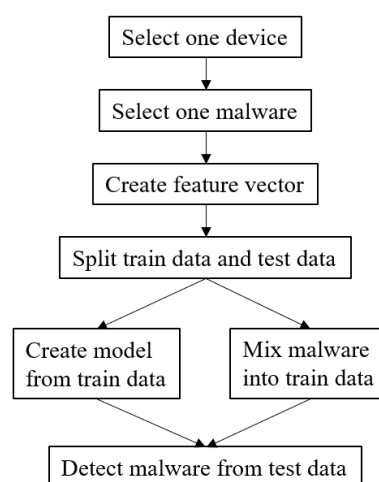 Select one device
Select one malware
Create feature vector
Split train data and test data
Create model
from train data
Mix malware
into train data
Detect malware from test data